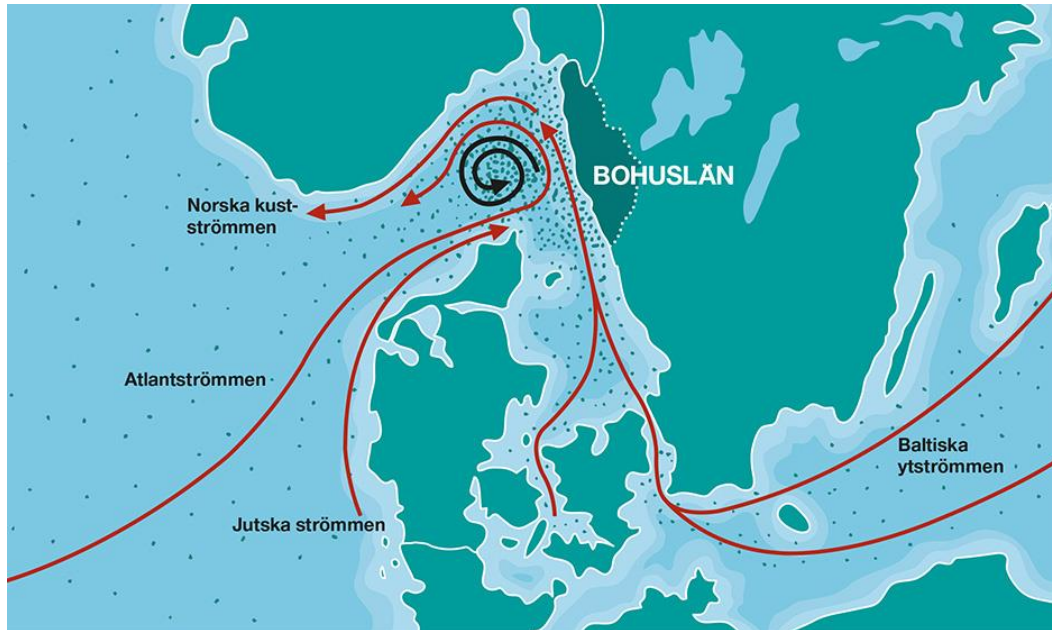 BOHUSLÄN
Norska kust-
strömmen
Atlantströmmen
Baltiska
ytströmmen
Jutska strömmen